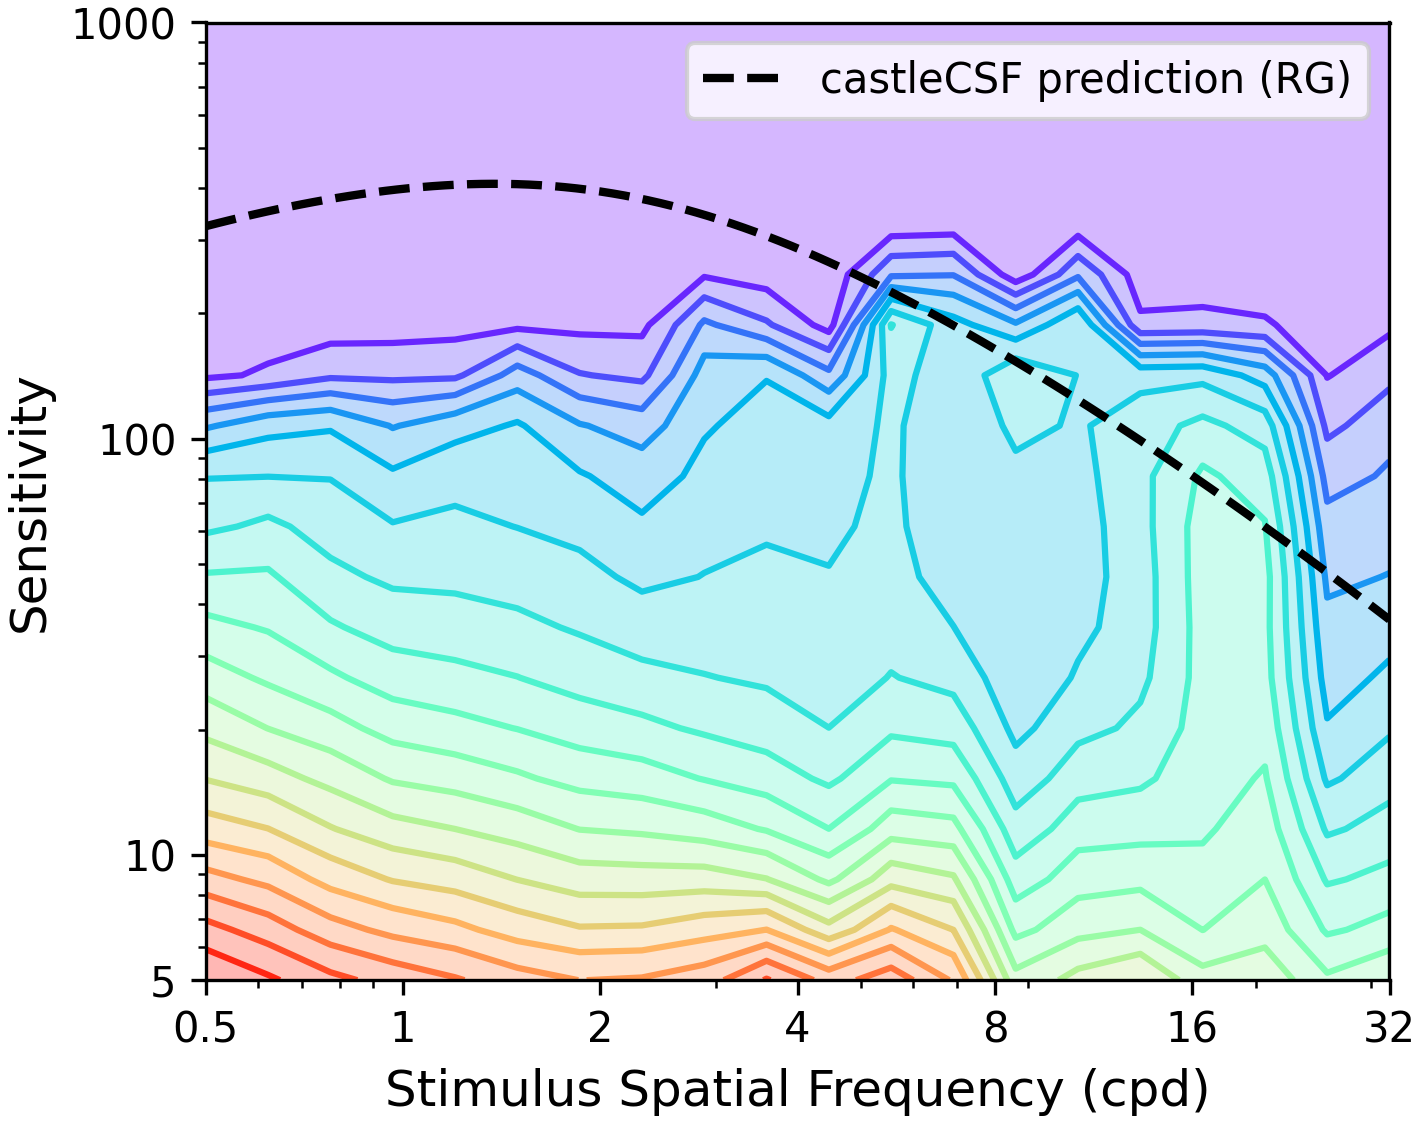 1000
castleCSF prediction (RG)
Sensitivity
100
10
5
0.5 1 2 4 8 16 32
Stimulus Spatial Frequency (cpd)